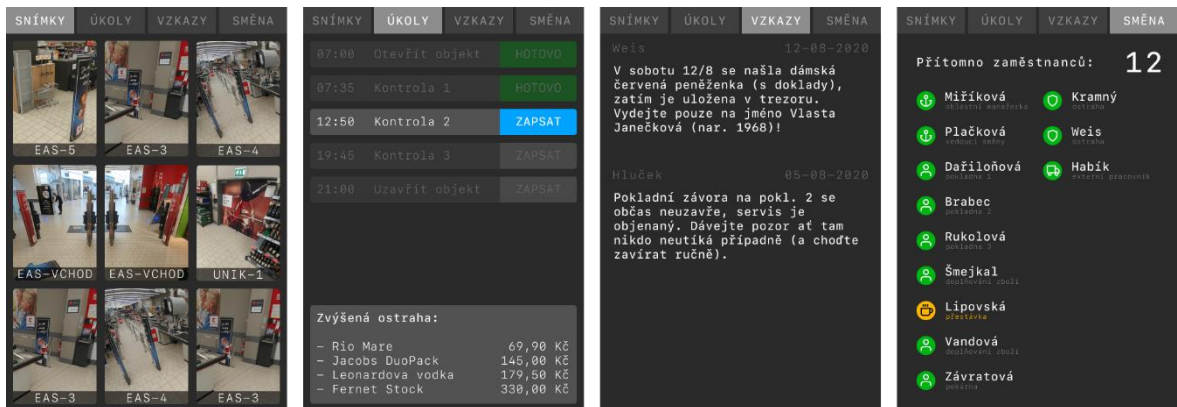 SNÍMKY ÚKOLY VZKAZY SMĚNA
EAS-5 EAS-3 EAS-4
EAS-VCHOD EAS-VCHOD UNIK-1
EAS-3 EAS-4 EAS-3
SNÍMKY ÚKOLY VZKAZY SMĚNA
07:00 Otevřít objekt HOTOVO
07:35 Kontrola 1 HOTOVO
12:50 Kontrola 2 ZAPSAT
19:45 Kontrola 3 ZAPSAT
21:00 Uzavřít objekt ZAPSAT
Zvýšená ostraha:
– Rio Mare 69,90 Kč
– Jacobs DuoPack 145,00 Kč
– Leonardova vodka 179,50 Kč
– Fernet Stock 330,00 Kč
SNÍMKY ÚKOLY VZKAZY SMĚNA
Weis 12-08-2020
V sobotu 12/8 se našla dámská
červená peněženka (s doklady),
zatím je uložena v trezoru.
Vydejte pouze na jméno Vlasta
Janečková (nar. 1968)!
Hluček 05-08-2020
Pokladní závora na pokl. 2 se
občas neuzavře, servis je
objenaný. Dávejte pozor ať tam
nikdo neutíká případně (a choďte
zavírat ručně).
SNÍMKY ÚKOLY VZKAZY SMĚNA
Přítomno zaměstnanců: 12
Miříková
oblastní manažerka
Plačková
vedoucí směny
Dařiloňová
pokladna 1
Brabec
pokladna 2
Rukolová
pokladna 3
Šmejkal
doplňování zboží
Lipovská
přestávka
Vandová
doplňování zboží
Závratová
pekárna
Kramný
ostraha
Weis
ostraha
Habík
externí pracovník